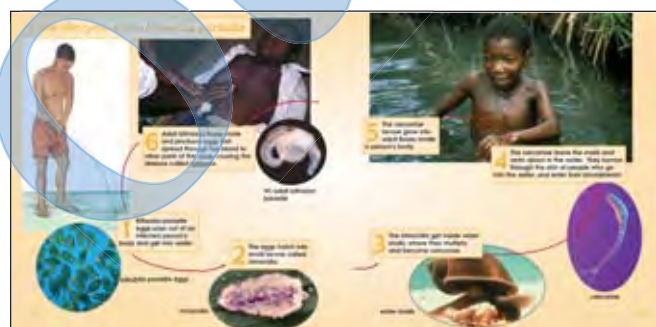 1 Bilharzia parasite
eggs pass out of an
infected person's
body and get into water.
bilharzia parasite eggs
2 The eggs hatch into
small larvae called
miracidia.
miracidia
3 The miracidia get inside water
snails, where they multiply
and become cercariae.
water snails
4 The cercariae leave the snails and
swim about in the water. They burrow
through the skin of people who go
into the water, and enter their bloodstream.
cercariae
5 The cercariae
larvae grow into
adult flukes inside
a person's body.
6 Adult bilharzia flukes mate
and produce eggs that
spread through the blood to
other parts of the body, causing the
disease called bilharzia.
An adult bilharzia
parasite